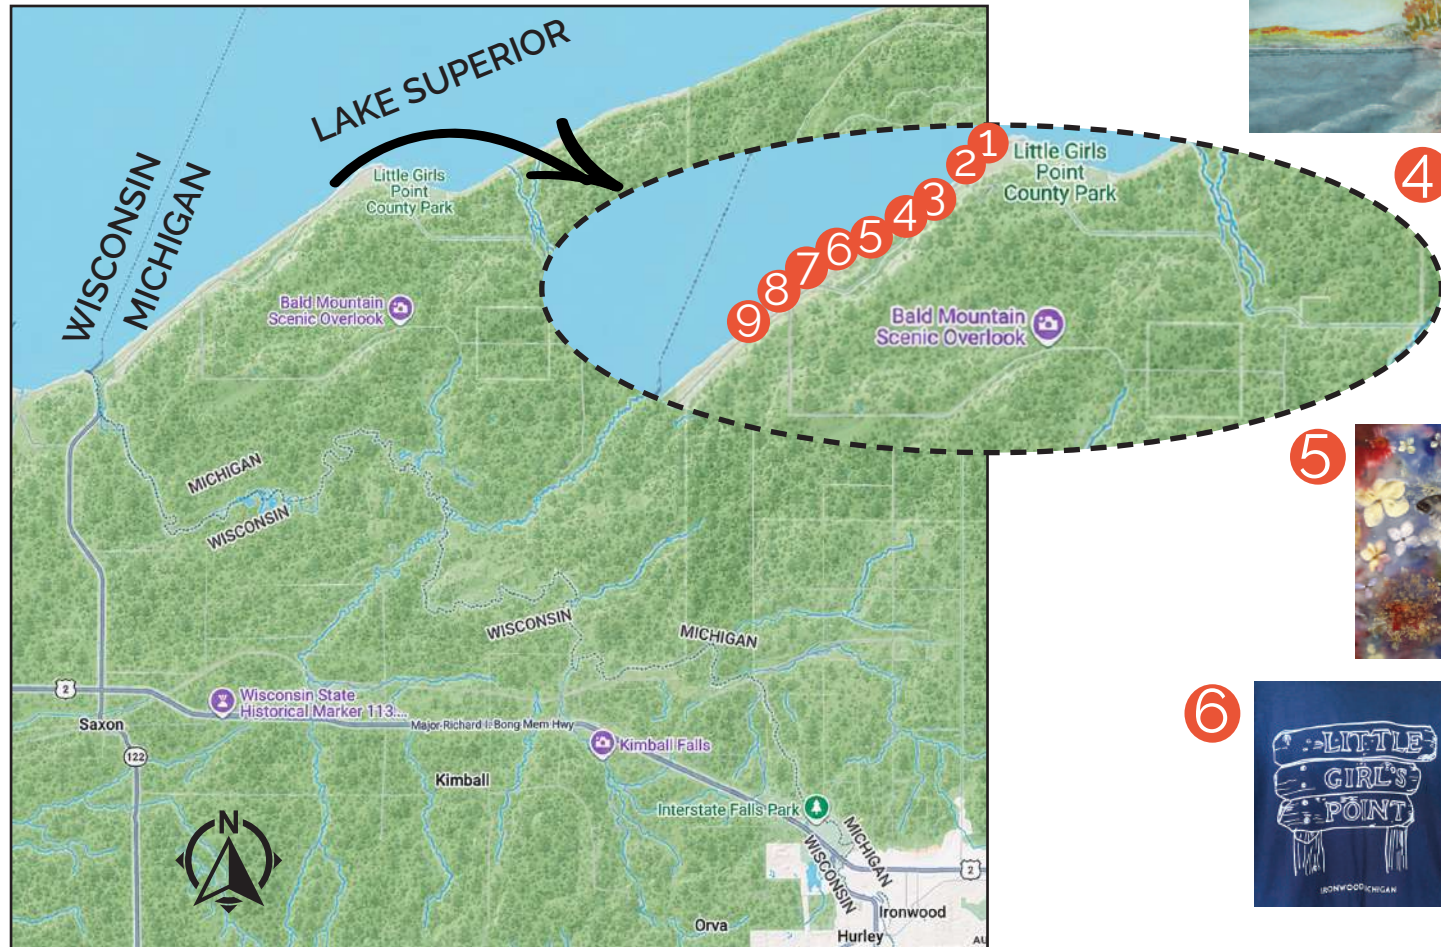 LAKE SUPERIOR
WISCONSIN
MICHIGAN
Little Girls
Point
County Park
Bald Mountain
Scenic Overlook
1
2
3
4
5
6
7
8
9
Little Girls
Point
County Park
Bald Mountain
Scenic Overlook
MICHIGAN
WISCONSIN
WISCONSIN
MICHIGAN
2
Saxon
122
Wisconsin State
Historical Marker 113....
Major-Richard I. Bong Mem Hwy
Kimball Falls
Kimball
Interstate Falls Park
MICHIGAN
WISCONSIN
2
Ironwood
Hurley
Orva
AU
N
4
5
6
LITTLE
GIRL'S
POINT
IRONWOOD MICHIGAN